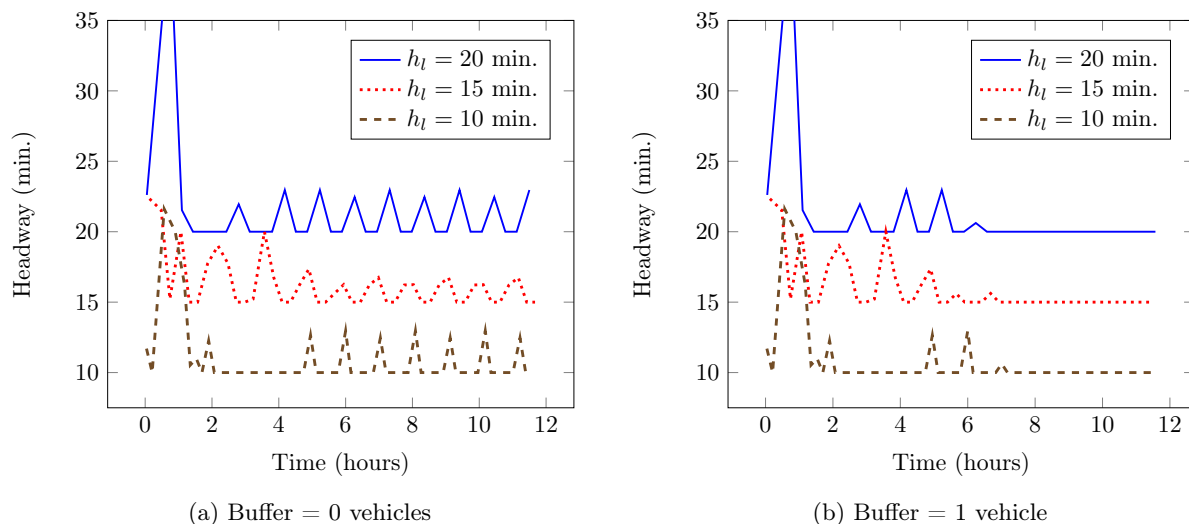 35
30
25
20
15
10
0 2 4 6 8 10 12
Headway (min.)
Time (hours)
h_l = 20 min.
h_l = 15 min.
h_l = 10 min.
(a) Buffer = 0 vehicles
35
30
25
20
15
10
0 2 4 6 8 10 12
Headway (min.)
Time (hours)
h_l = 20 min.
h_l = 15 min.
h_l = 10 min.
(b) Buffer = 1 vehicle